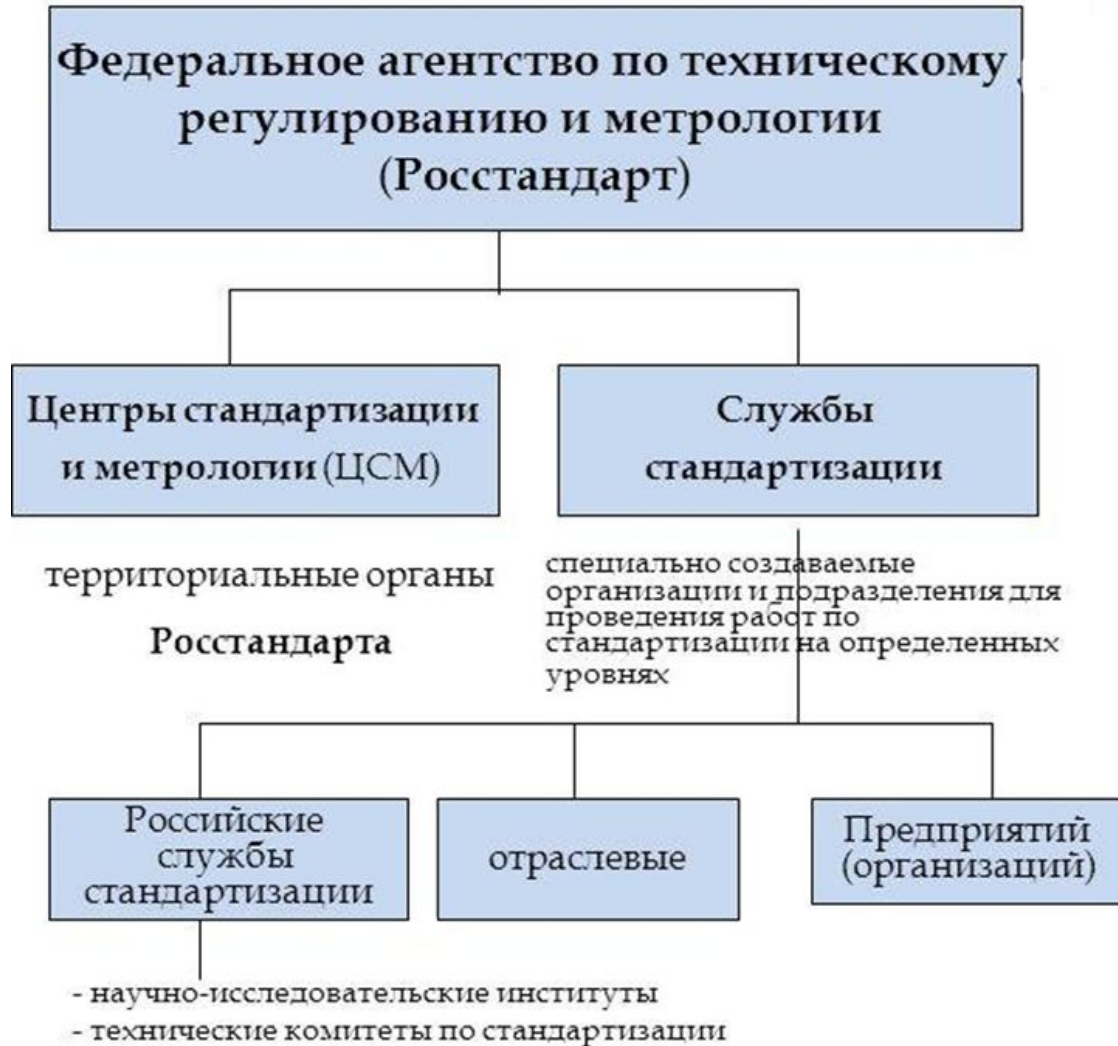 Федеральное агентство по техническому
регулированию и метрологии
(Росстандарт)
Центры стандартизации
и метрологии (ЦСМ)
Службы
стандартизации
территориальные органы
Росстандарта
специально создаваемые
организации и подразделения для
проведения работ по
стандартизации на определенных
уровнях
Российские
службы
стандартизации
отраслевые
Предприятий
(организаций)
- научно-исследовательские институты
- технические комитеты по стандартизации